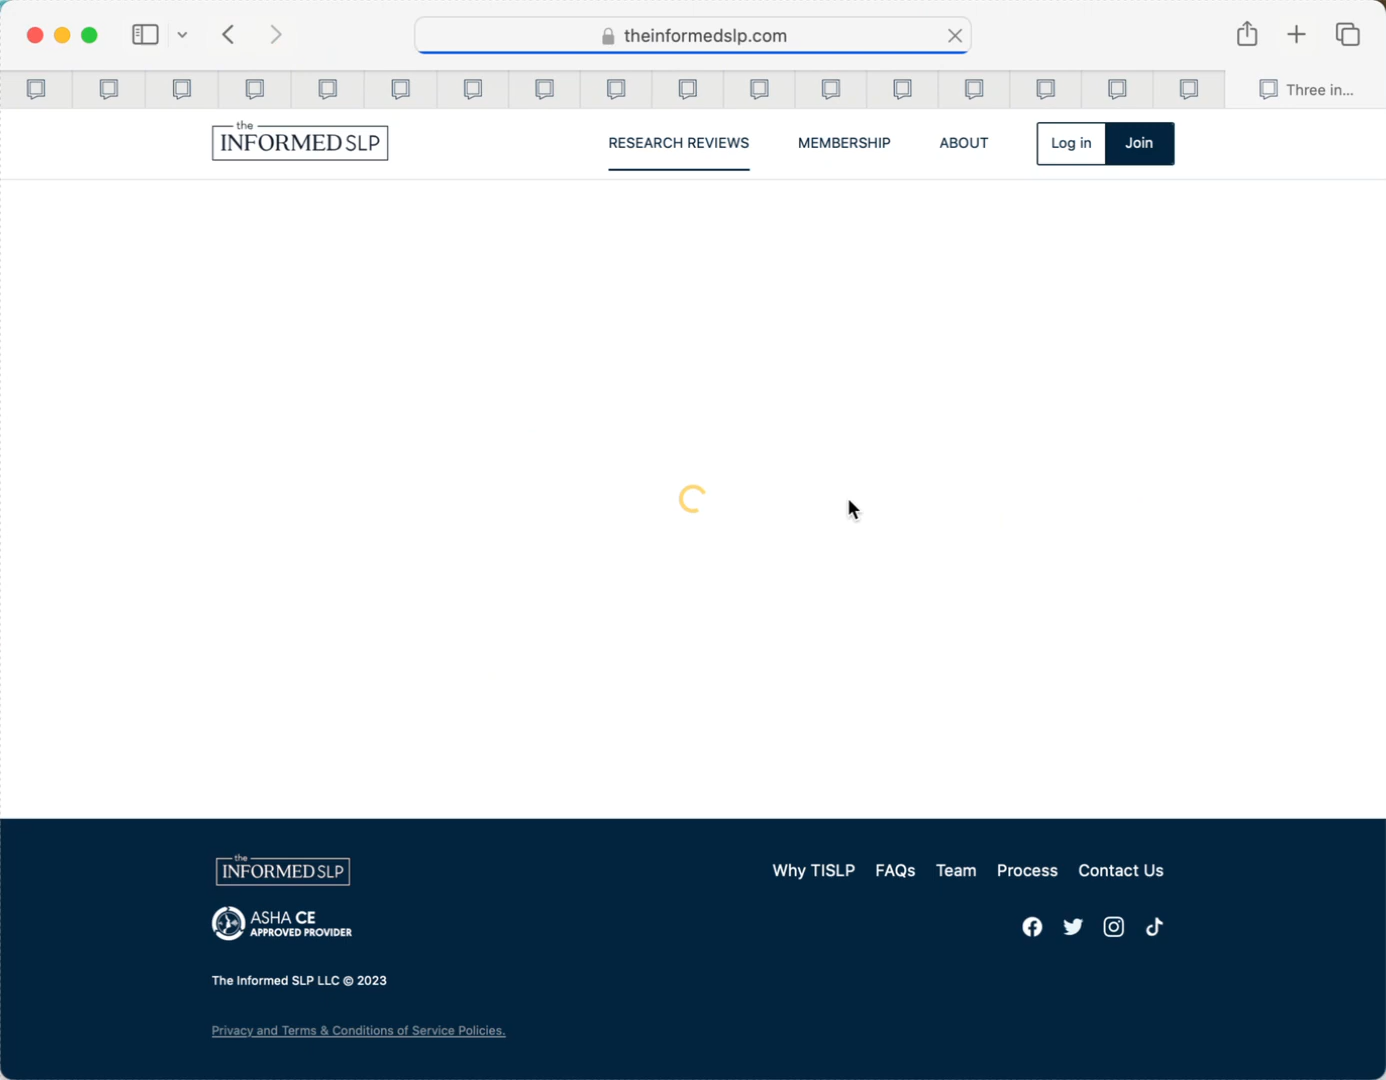 theinformedslp.com
Three in...
the
INFORMED SLP
RESEARCH REVIEWS
MEMBERSHIP
ABOUT
Log in
Join
the
INFORMED SLP
Why TISLP
FAQs
Team
Process
Contact Us
ASHA CE
APPROVED PROVIDER
The Informed SLP LLC © 2023
Privacy and Terms & Conditions of Service Policies.